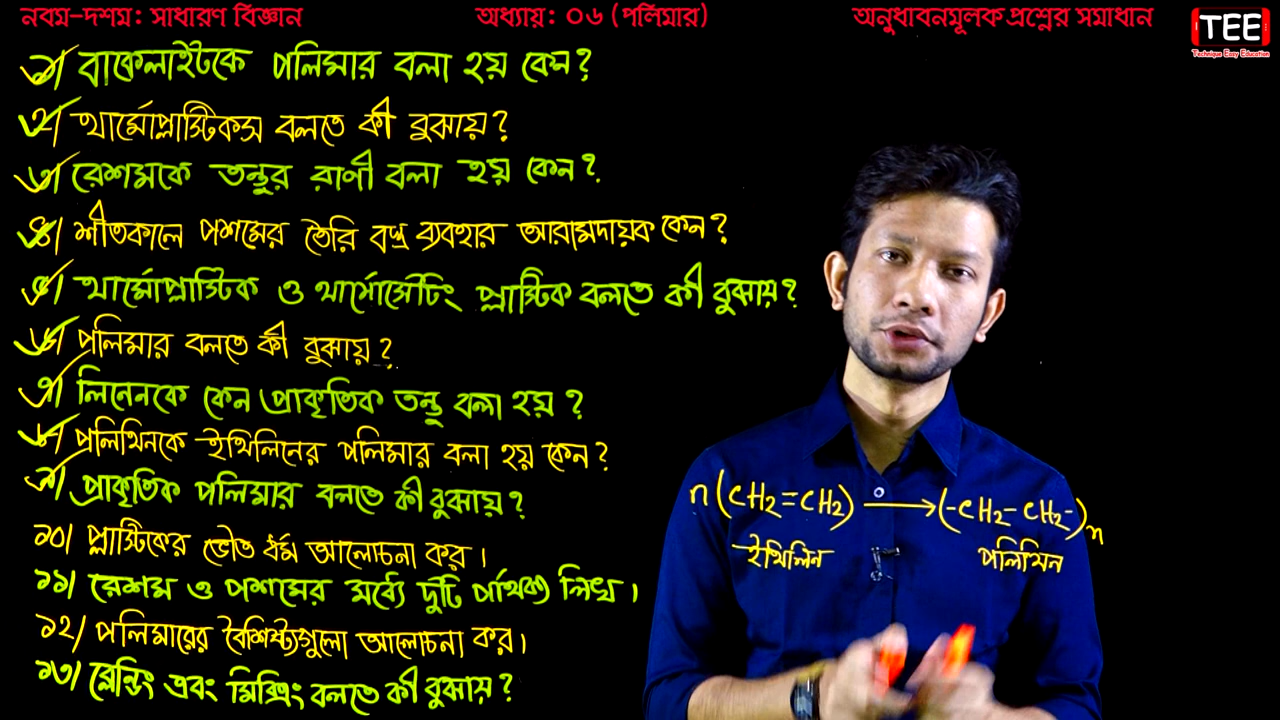 নবম-দশম: সাধারণ বিজ্ঞান
অধ্যায়: ০৬ (পলিমার)
অনুধাবনমূলক প্রশ্নের সমাধান
TEE
Technique Easy Education
১। বাকেলাইটকে পলিমার বলা হয় কেন?
২। থার্মোপ্লাস্টিকস বলতে কী বুঝায়?
৩। রেশমকে তন্তুর রাণী বলা হয় কেন?
৪। শীতকালে পশমের তৈরি বস্ত্র ব্যবহার আরামদায়ক কেন?
৫। থার্মোপ্লাস্টিক ও থার্মোসেটিং প্লাস্টিক বলতে কী বুঝায়?
৬। পলিমার বলতে কী বুঝায়?
৭। লিনেনকে কেন প্রাকৃতিক তন্তু বলা হয়?
৮। পলিথিনকে ইথিলিনের পলিমার বলা হয় কেন?
৯। প্রাকৃতিক পলিমার বলতে কী বুঝায়?
১০। প্লাস্টিকের ভৌত ধর্ম আলোচনা কর।
১১। রেশম ও পশমের মধ্যে দুটি পার্থক্য লিখ।
১২। পলিমারের বৈশিষ্ট্যগুলো আলোচনা কর।
১৩। ব্লেন্ডিং এবং মিক্সিং বলতে কী বুঝায়?
n(CH₂=CH₂) ⟶ (-CH₂-CH₂-)n
ইথিলিন পলিথিন